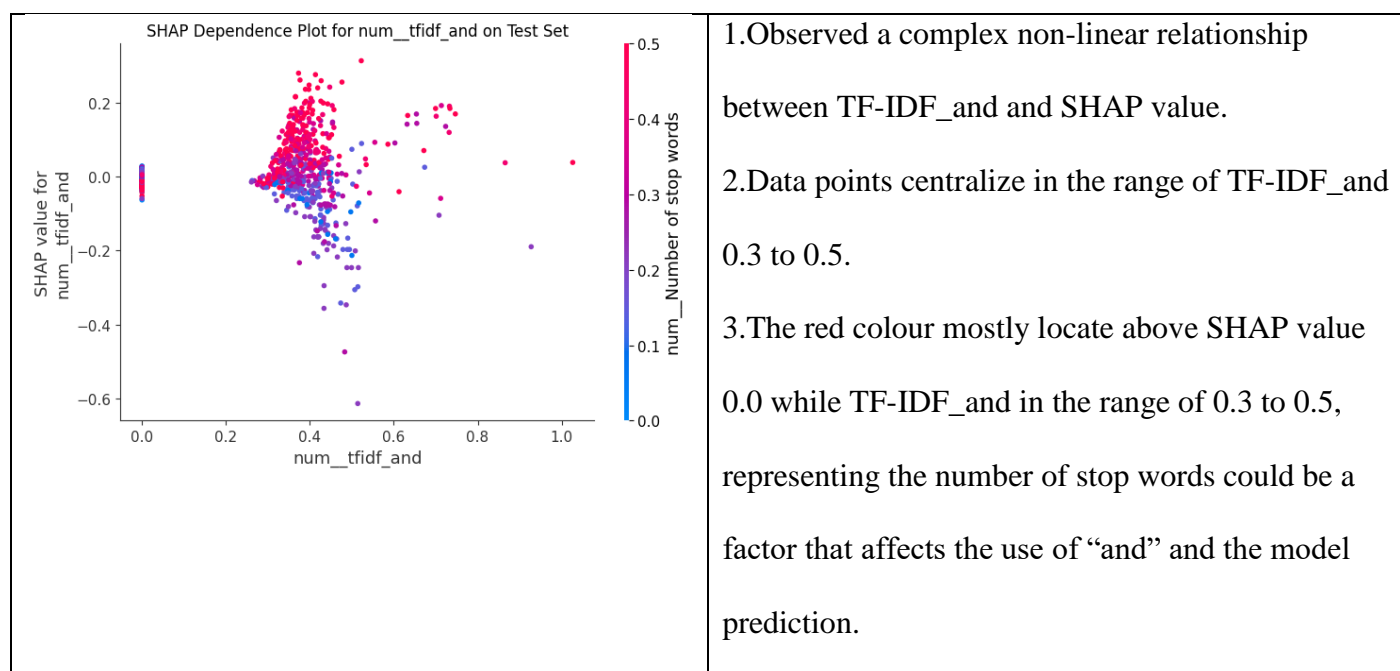 SHAP Dependence Plot for num__tfidf_and on Test Set
SHAP value for
num__tfidf_and
0.2
0.0
−0.2
−0.4
−0.6
0.0
0.2
0.4
0.6
0.8
1.0
num__tfidf_and
0.5
0.4
0.3
0.2
0.1
0.0
num__Number of stop words
1.Observed a complex non-linear relationship
between TF-IDF_and and SHAP value.
2.Data points centralize in the range of TF-IDF_and
0.3 to 0.5.
3.The red colour mostly locate above SHAP value
0.0 while TF-IDF_and in the range of 0.3 to 0.5,
representing the number of stop words could be a
factor that affects the use of “and” and the model
prediction.